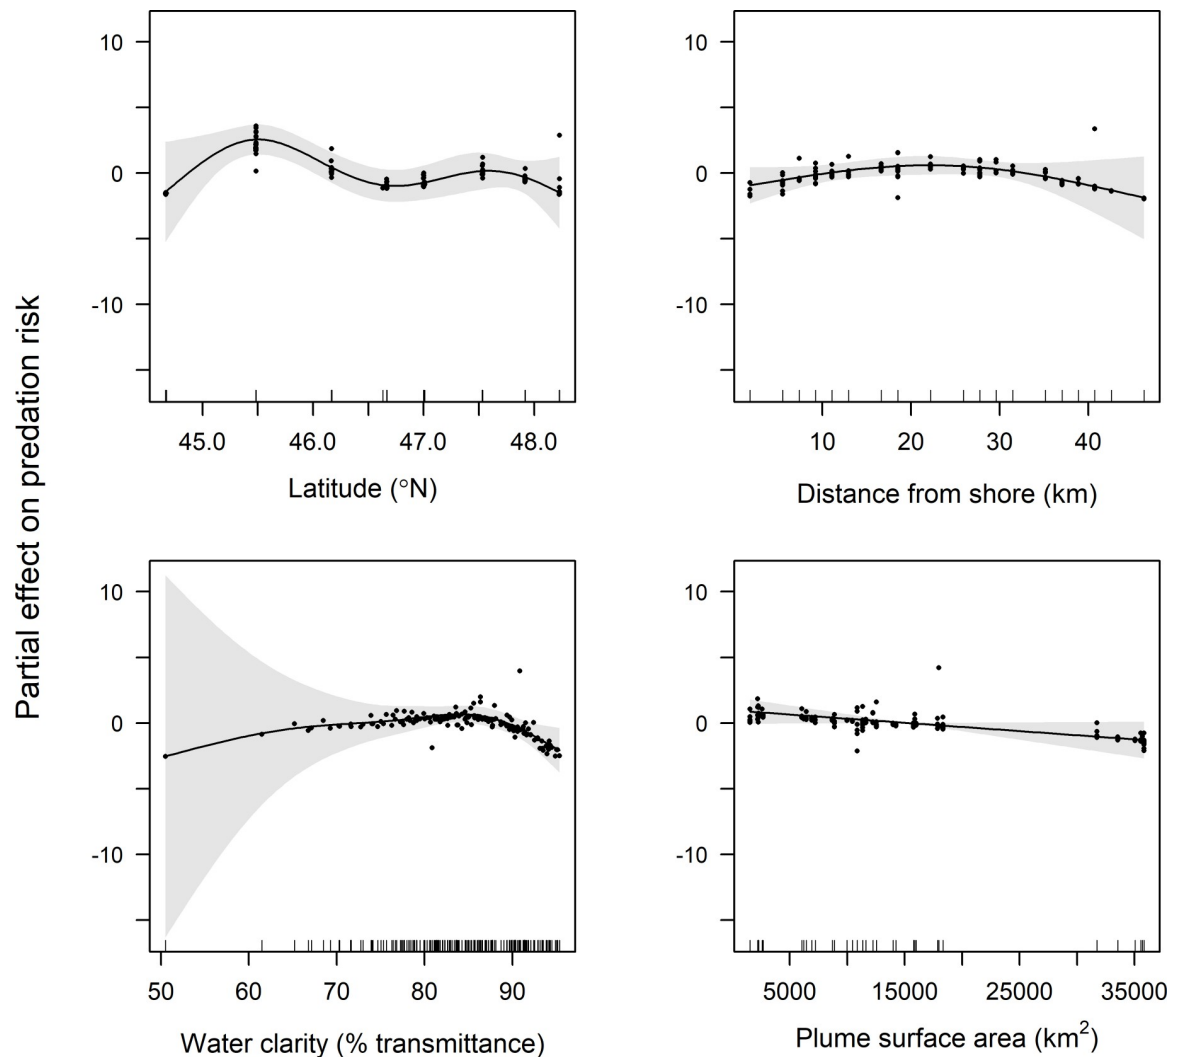 Partial effect on predation risk
10
0
-10
45.0 46.0 47.0 48.0
Latitude (°N)
10
0
-10
10 20 30 40
Distance from shore (km)
10
0
-10
50 60 70 80 90
Water clarity (% transmittance)
10
0
-10
5000 15000 25000 35000
Plume surface area (km²)